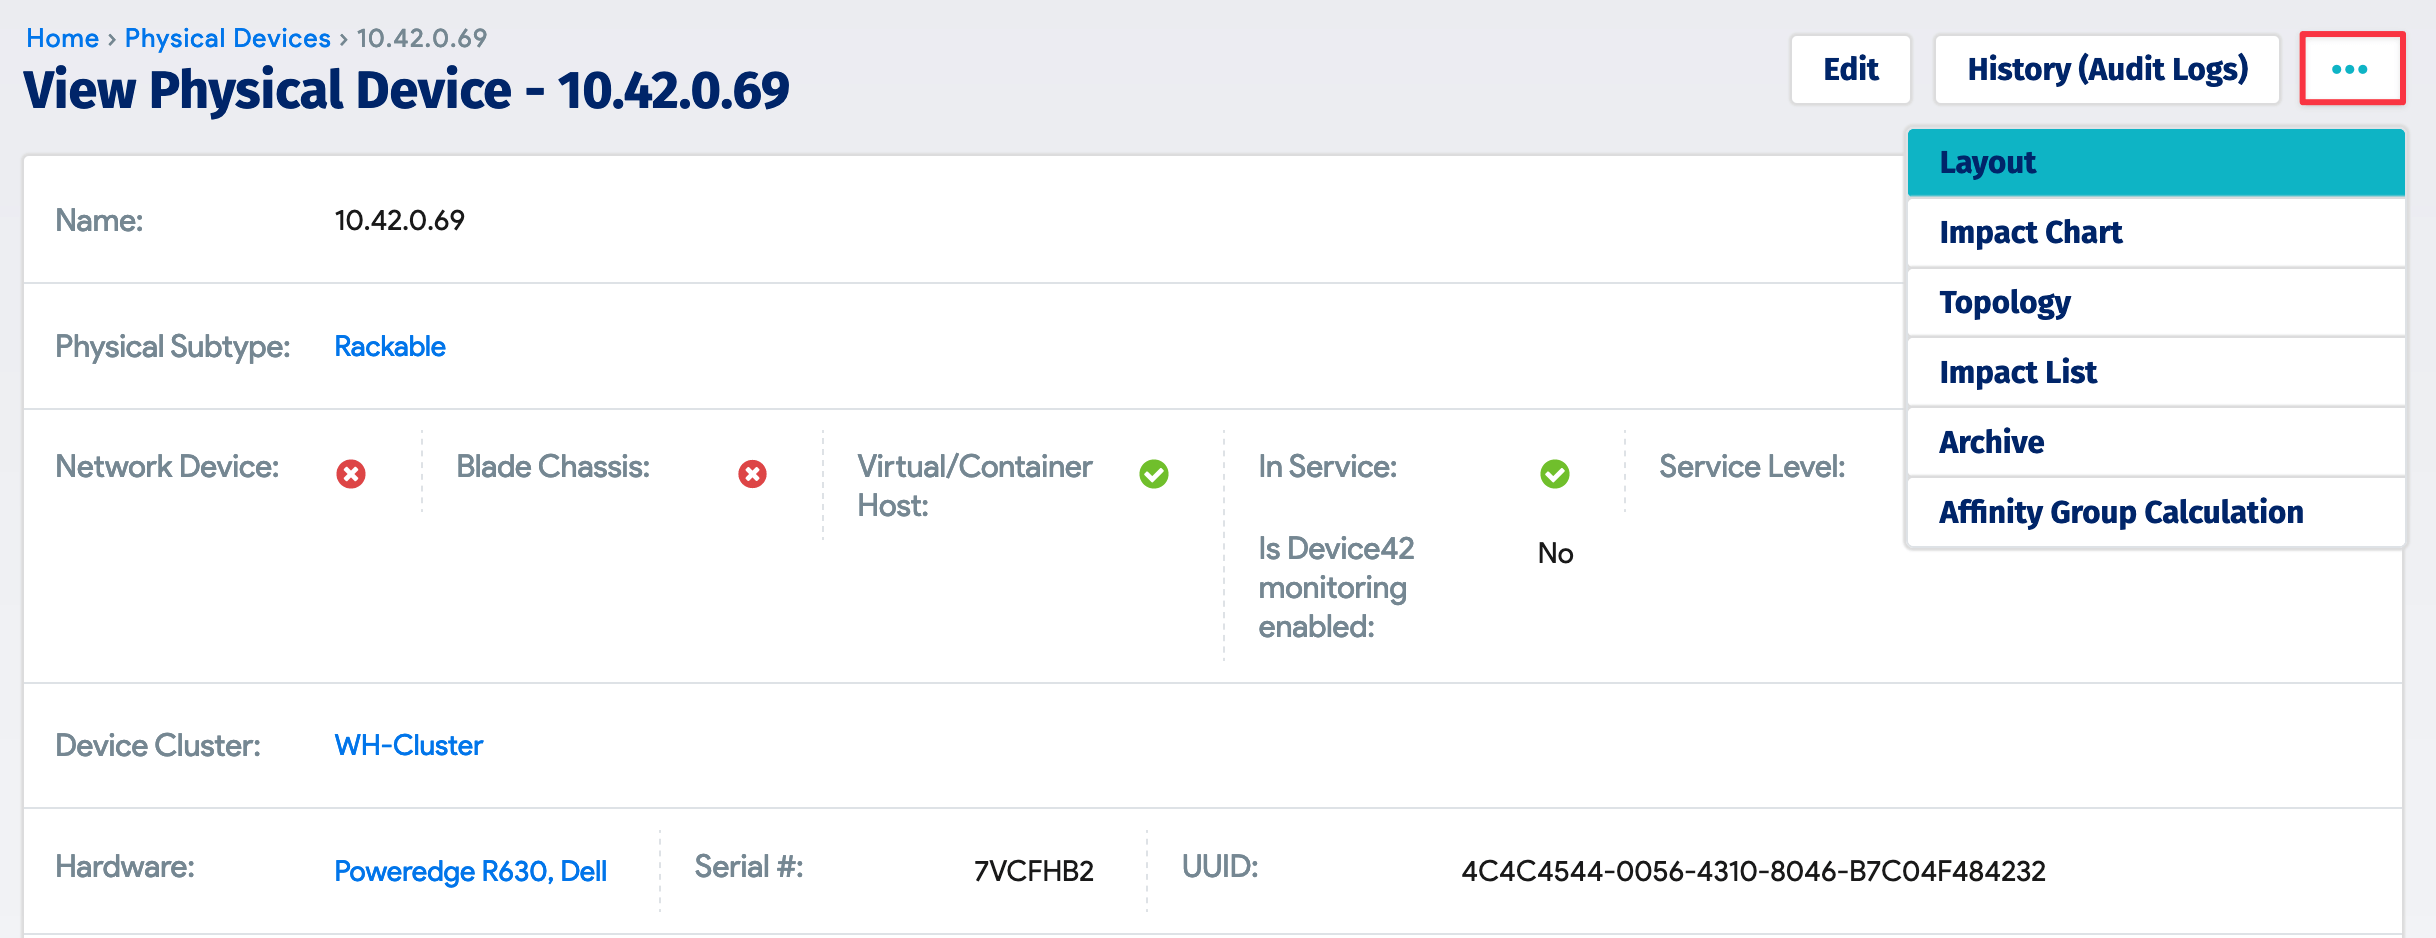 Home › Physical Devices › 10.42.0.69
View Physical Device - 10.42.0.69
Edit
History (Audit Logs)
•••
Layout
Impact Chart
Topology
Impact List
Archive
Affinity Group Calculation
Name: 10.42.0.69
Physical Subtype: Rackable
Network Device:
Blade Chassis:
Virtual/Container
Host:
In Service:
Is Device42
monitoring
enabled:
No
Service Level:
Device Cluster: WH-Cluster
Hardware: Poweredge R630, Dell
Serial #: 7VCFHB2
UUID: 4C4C4544-0056-4310-8046-B7C04F484232